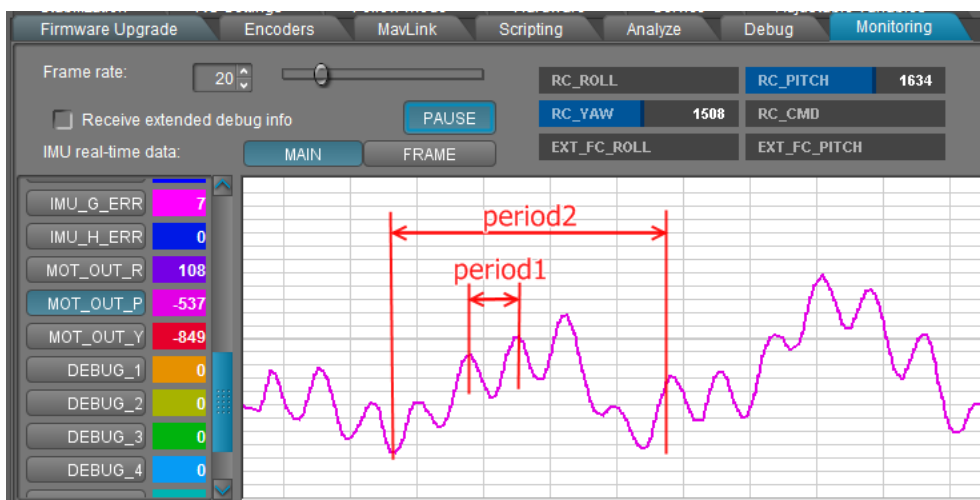 Firmware Upgrade Encoders MavLink Scripting Analyze Debug Monitoring
Frame rate: 20
RC_ROLL RC_PITCH 1634
Receive extended debug info PAUSE RC_YAW 1508 RC_CMD
IMU real-time data: MAIN FRAME EXT_FC_ROLL EXT_FC_PITCH
IMU_G_ERR 7
period2
IMU_H_ERR 0
MOT_OUT_R 108
period1
MOT_OUT_P -537
MOT_OUT_Y -849
DEBUG_1 0
DEBUG_2 0
DEBUG_3 0
DEBUG_4 0